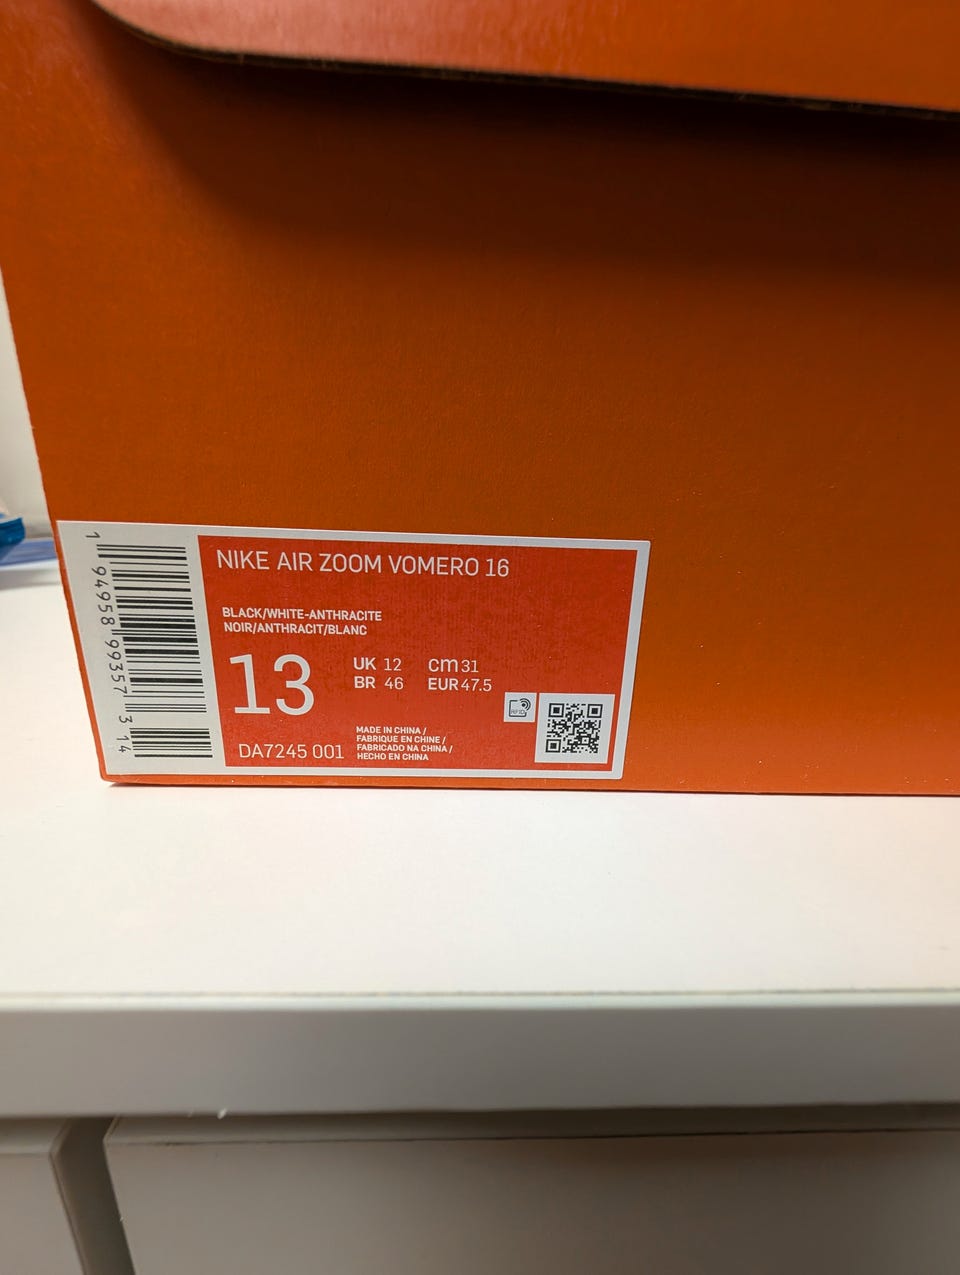 NIKE AIR ZOOM VOMERO 16
BLACK/WHITE-ANTHRACITE
NOIR/ANTHRACIT/BLANC
13
UK 12
cm 31
BR 46
EUR 47.5
DA7245 001
MADE IN CHINA /
FABRIQUE EN CHINE /
FABRICADO NA CHINA /
HECHO EN CHINA
RFID
1 94958 99357 3 14